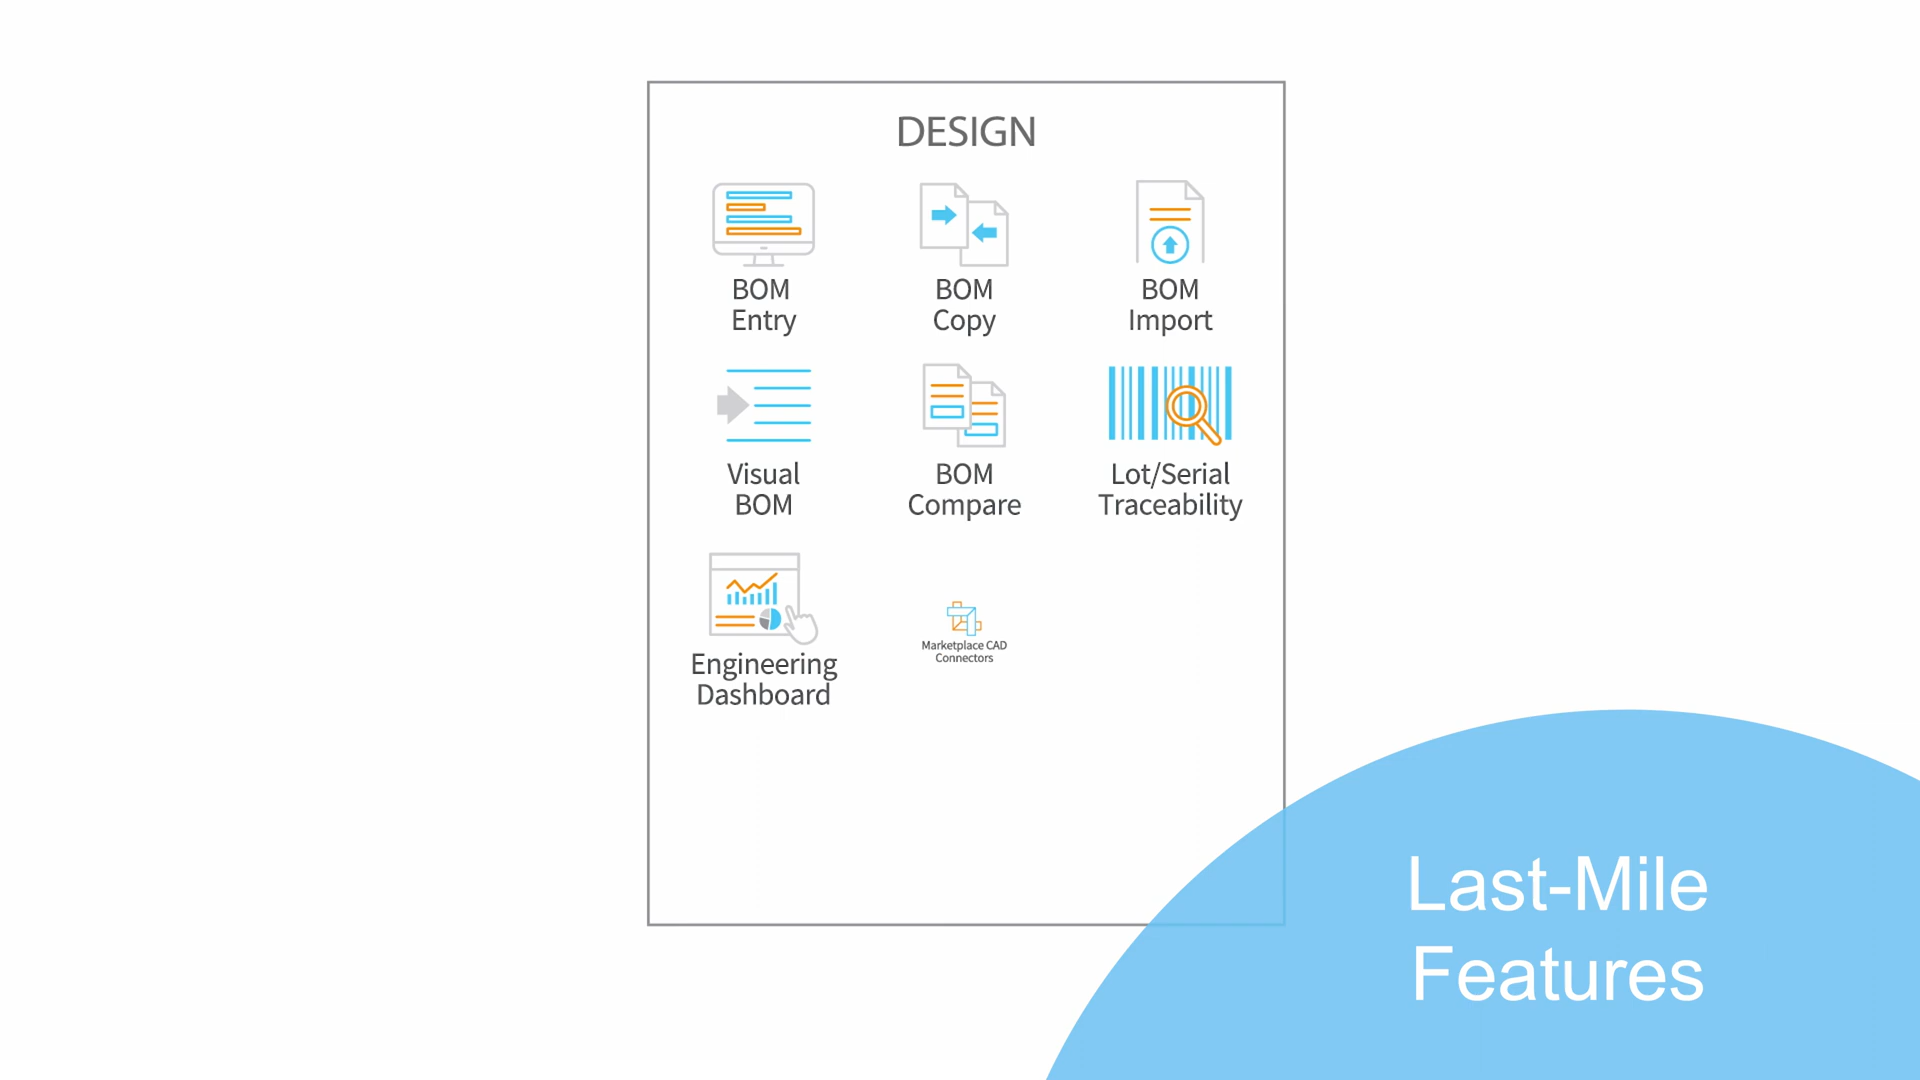 DESIGN
BOM
Entry
BOM
Copy
BOM
Import
Visual
BOM
BOM
Compare
Lot/Serial
Traceability
Engineering
Dashboard
Marketplace CAD
Connectors
Last-Mile
Features